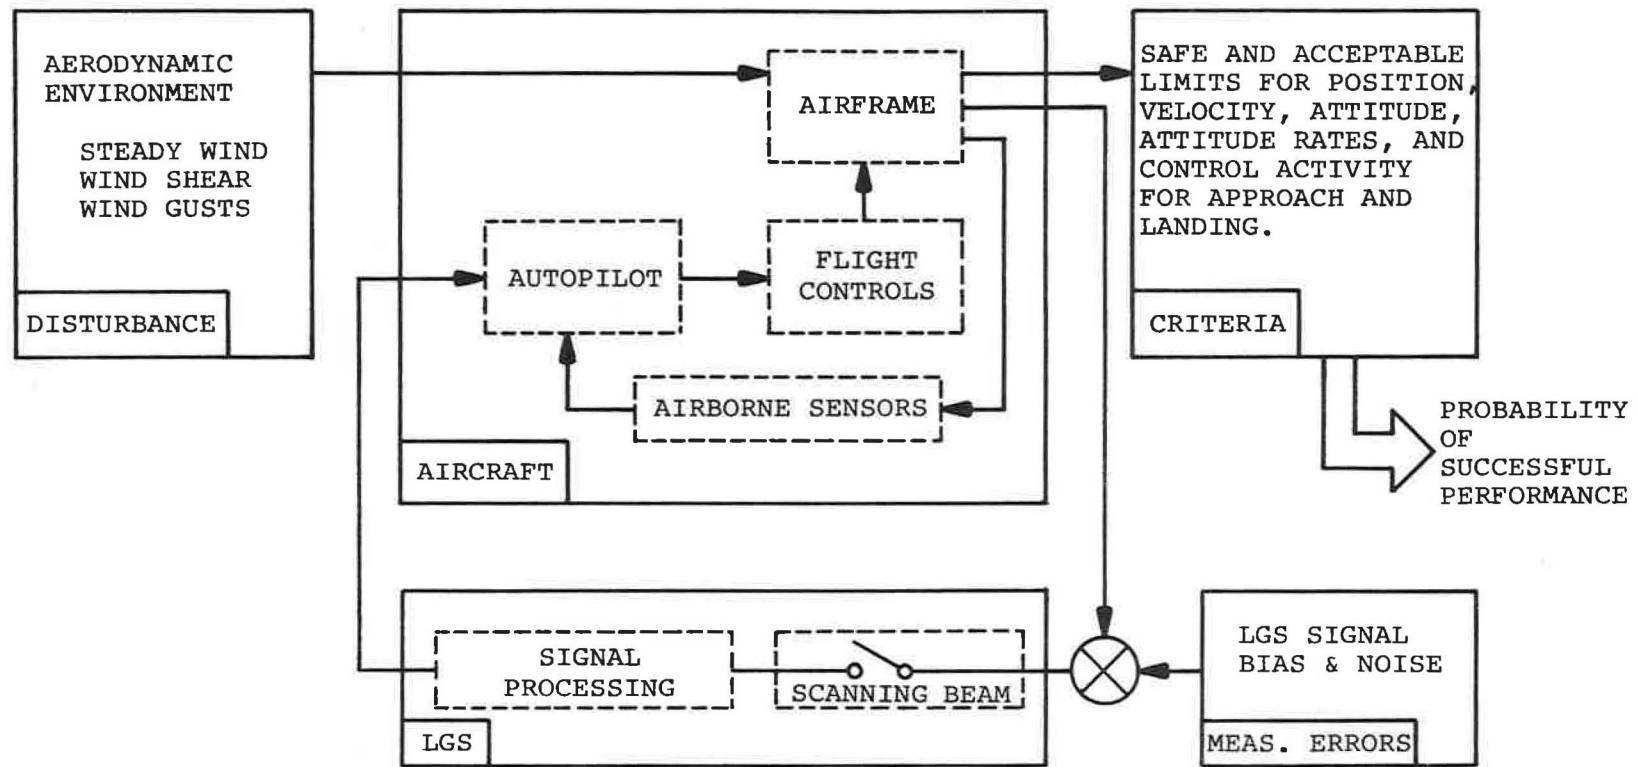 AERODYNAMIC
ENVIRONMENT
STEADY WIND
WIND SHEAR
WIND GUSTS
DISTURBANCE
AIRFRAME
AUTOPILOT
FLIGHT
CONTROLS
AIRBORNE SENSORS
AIRCRAFT
SAFE AND ACCEPTABLE
LIMITS FOR POSITION,
VELOCITY, ATTITUDE,
ATTITUDE RATES, AND
CONTROL ACTIVITY
FOR APPROACH AND
LANDING.
CRITERIA
PROBABILITY
OF
SUCCESSFUL
PERFORMANCE
SIGNAL
PROCESSING
SCANNING BEAM
LGS
LGS SIGNAL
BIAS & NOISE
MEAS. ERRORS